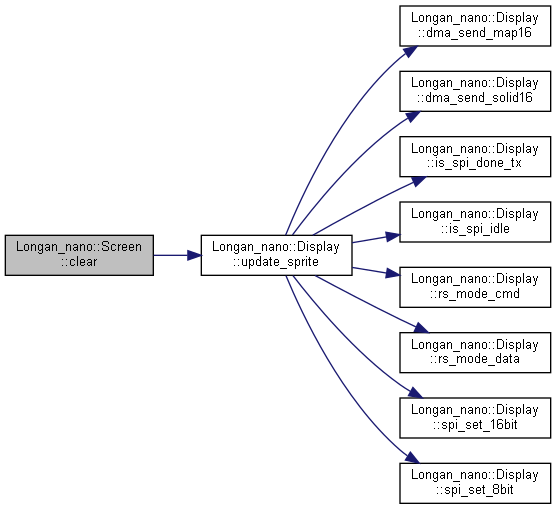 Longan_nano::Screen
::clear
Longan_nano::Display
::update_sprite
Longan_nano::Display
::dma_send_map16
Longan_nano::Display
::dma_send_solid16
Longan_nano::Display
::is_spi_done_tx
Longan_nano::Display
::is_spi_idle
Longan_nano::Display
::rs_mode_cmd
Longan_nano::Display
::rs_mode_data
Longan_nano::Display
::spi_set_16bit
Longan_nano::Display
::spi_set_8bit